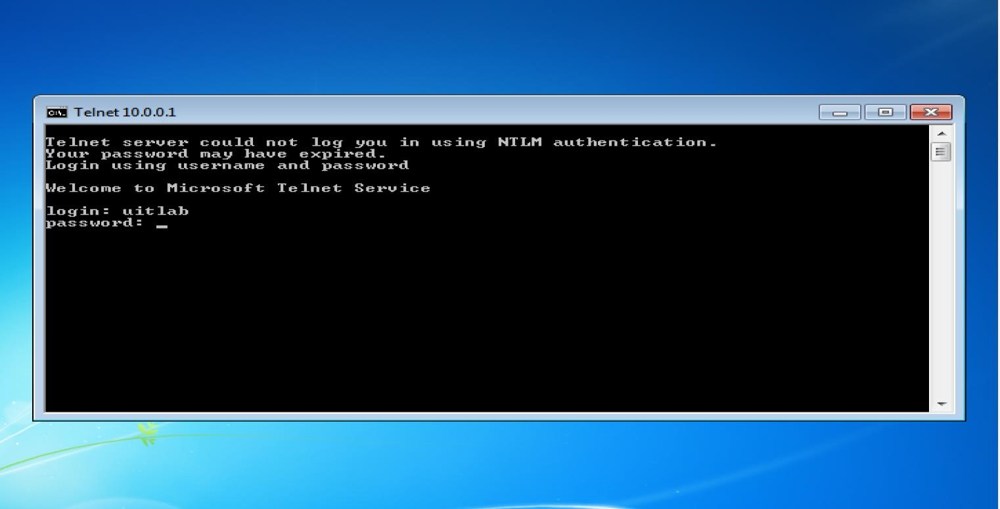 Telnet 10.0.0.1
Telnet server could not log you in using NTLM authentication.
Your password may have expired.
Login using username and password
Welcome to Microsoft Telnet Service
login: uitlab
password: _